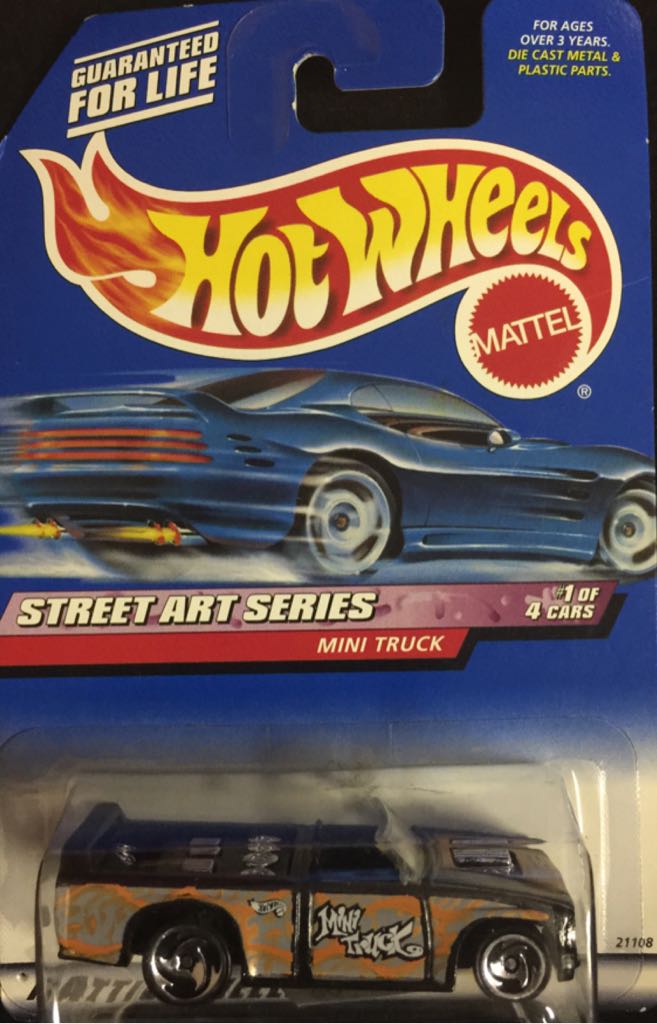 GUARANTEED
FOR LIFE
FOR AGES
OVER 3 YEARS.
DIE CAST METAL &
PLASTIC PARTS.
Hot Wheels
MATTEL
®
STREET ART SERIES
#1 OF
4 CARS
MINI TRUCK
Hot Wheels
MINI
TRUCK
21108